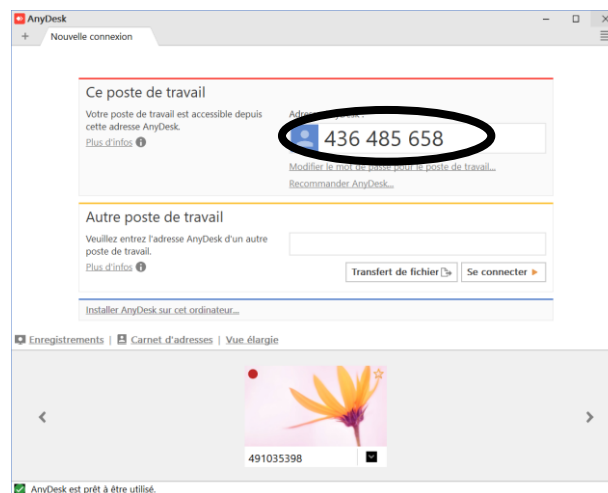 AnyDesk
Nouvelle connexion
Ce poste de travail
Votre poste de travail est accessible depuis
cette adresse AnyDesk.
Plus d'infos
436 485 658
Modifier le mot de passe pour le poste de travail...
Recommander AnyDesk...
Autre poste de travail
Veuillez entrez l'adresse AnyDesk d'un autre
poste de travail.
Plus d'infos
Transfert de fichier
Se connecter
Installer AnyDesk sur cet ordinateur...
Enregistrements | Carnet d'adresses | Vue élargie
491035398
AnyDesk est prêt à être utilisé.